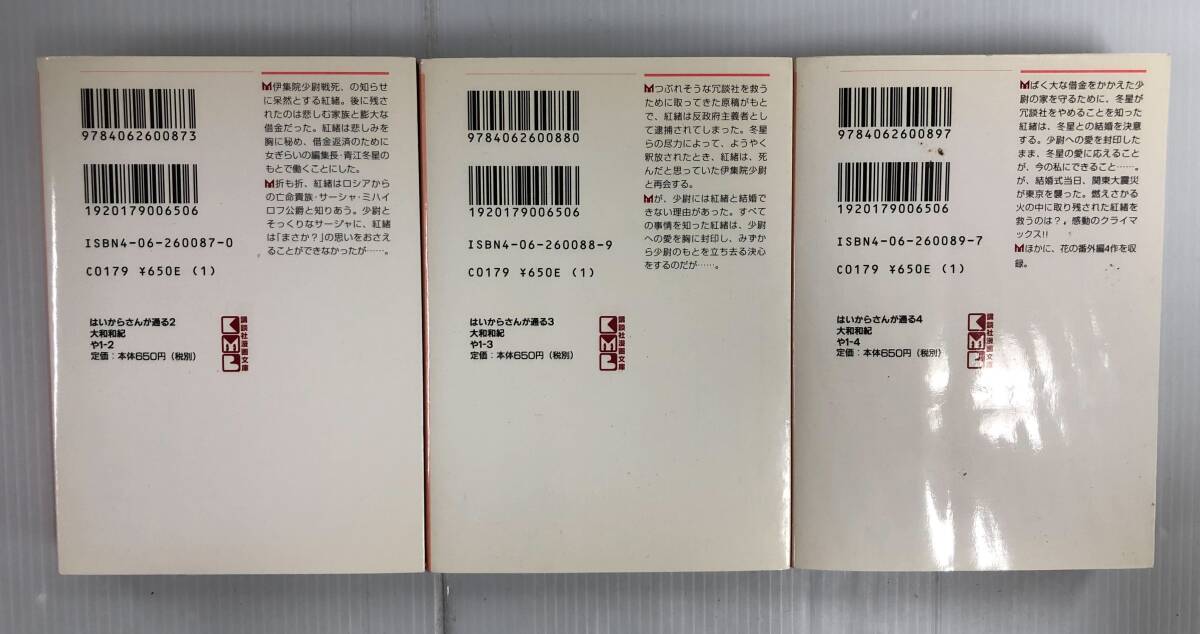 9784062600873
1920179006506
ISBN4-06-260087-0
C0179 ¥650E (1)
はいからさんが通る2
大和和紀
や1-2
定価：本体650円（税別）
KMB
講談社漫画文庫
伊集院少尉戦死、の知らせ
に呆然とする紅緒。後に残さ
れたのは悲しむ家族と膨大な
借金だった。紅緒は悲しみを
胸に秘め、借金返済のために
女ぎらいの編集長・青江冬星の
もとで働くことにした。
折も折、紅緒はロシアから
の亡命貴族・サーシャ・ミハイ
ロフ公爵と知りあう。少尉と
そっくりなサーシャに、紅緒
は「まさか？」の思いをおさえ
ることができなかったが……。
9784062600880
1920179006506
ISBN4-06-260088-9
C0179 ¥650E (1)
はいからさんが通る3
大和和紀
や1-3
定価：本体650円（税別）
KMB
講談社漫画文庫
つぶれそうな冗談社を救う
ために取ってきた原稿がもと
で、紅緒は反政府主義者とし
て逮捕されてしまった。冬星
らの尽力によって、ようやく
釈放されたとき、紅緒は、死
んだと思っていた伊集院少尉
と再会する。
が、少尉には紅緒と結婚で
きない理由があった。すべて
の事情を知った紅緒は、少尉
への愛を胸に封印し、みずか
ら少尉のもとを立ち去る決心
をするのだが……。
9784062600897
1920179006506
ISBN4-06-260089-7
C0179 ¥650E (1)
はいからさんが通る4
大和和紀
や1-4
定価：本体650円（税別）
KMB
講談社漫画文庫
ばく大な借金をかかえた少
尉の家を守るために、冬星が
冗談社をやめることを知った
紅緒は、冬星との結婚を決意
する。少尉への愛を封印した
まま、冬星の愛に応えること
が、今の私にできること……。
が、結婚式当日、関東大震災
が東京を襲った。燃えさかる
火の中に取り残された紅緒を
救うのは？。感動のクライマ
ックス!!
ほかに、花の番外編4作を収
録。